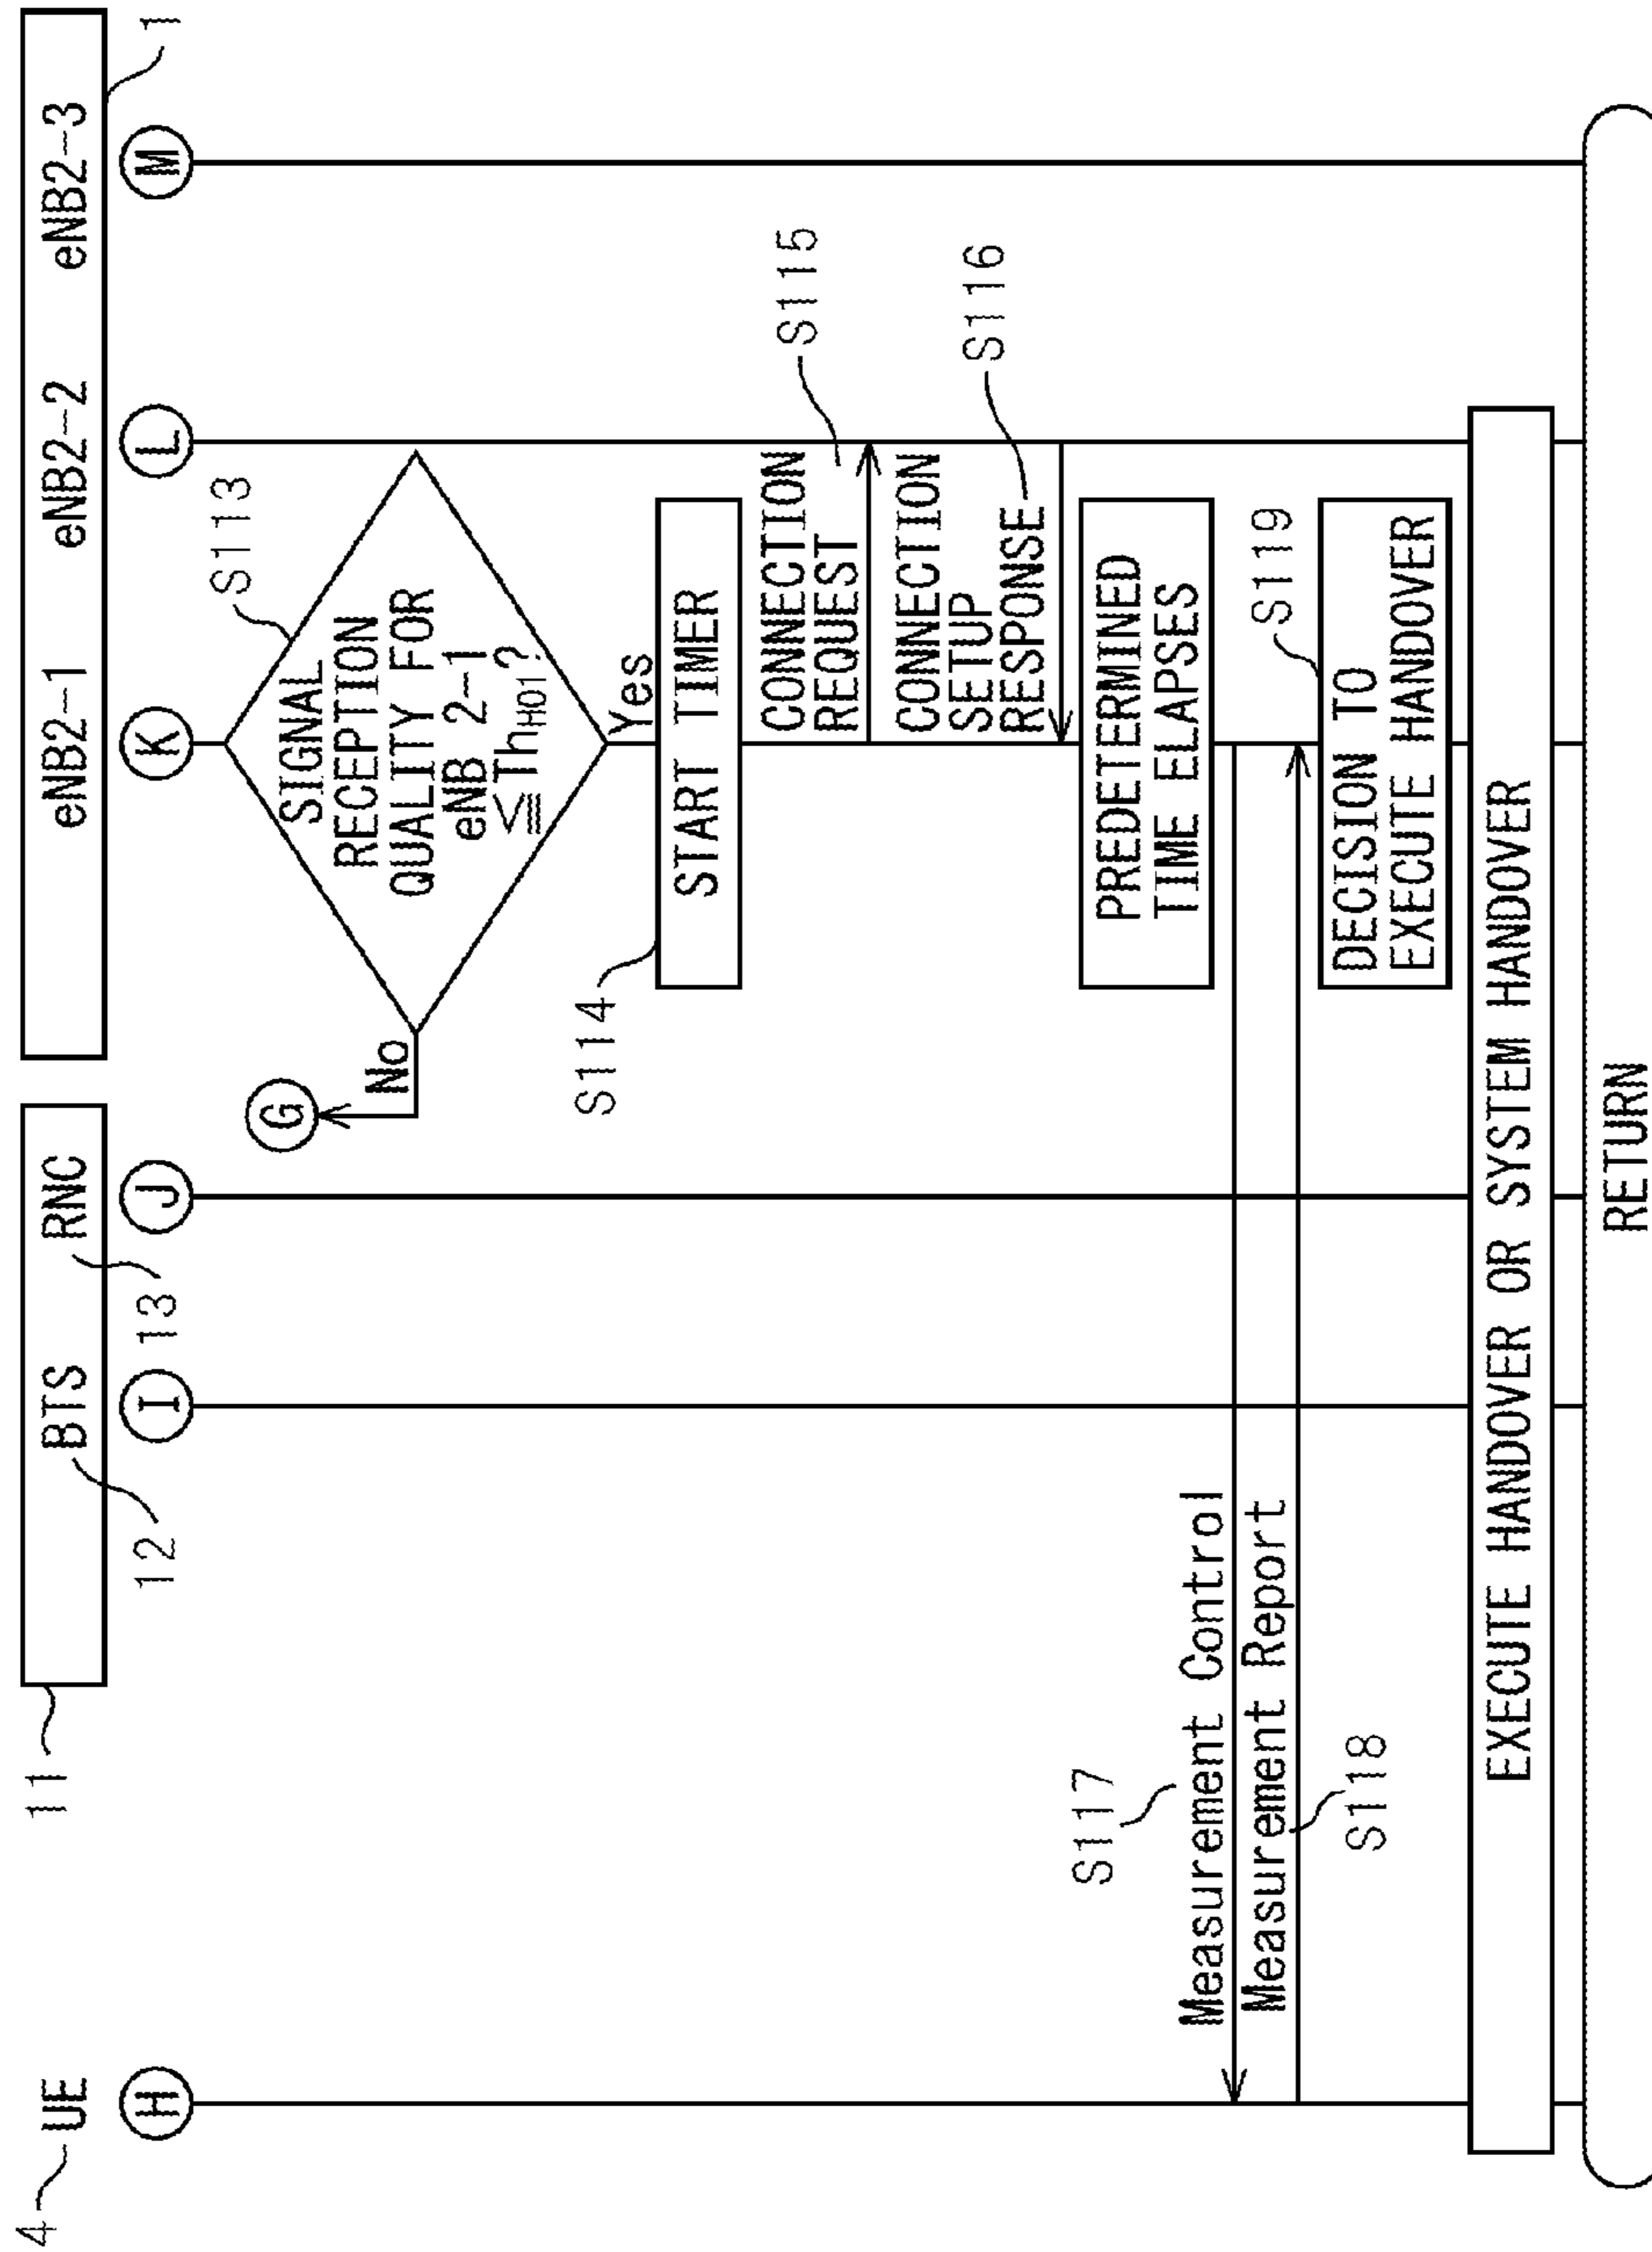 4 UE
11
BTS RNC
12
13
eNB2-1 eNB2-2 eNB2-3
1
H
I
J
K
L
M
G
No
SIGNAL
RECEPTION
QUALITY FOR
eNB 2-1
≦Th_HO1?
S113
Yes
S114
START TIMER
CONNECTION
REQUEST
S115
CONNECTION
SETUP
RESPONSE
S116
PREDETERMINED
TIME ELAPSES
S117
Measurement Control
Measurement Report
S118
S119
DECISION TO
EXECUTE HANDOVER
EXECUTE HANDOVER OR SYSTEM HANDOVER
RETURN